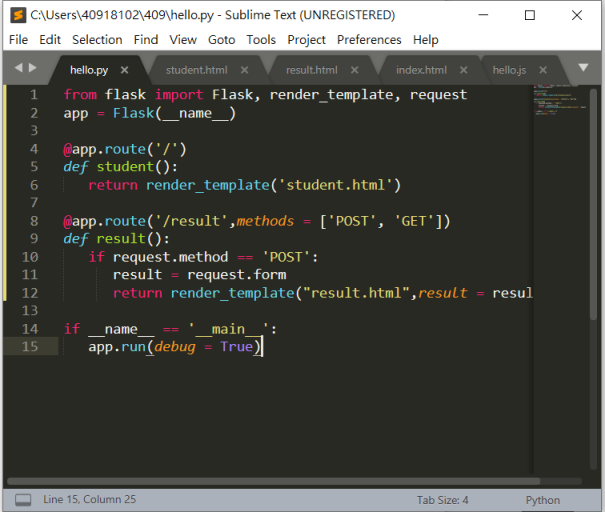 C:\Users\40918102\409\hello.py - Sublime Text (UNREGISTERED)
File Edit Selection Find View Goto Tools Project Preferences Help
hello.py student.html result.html index.html hello.js
1 from flask import Flask, render_template, request
2 app = Flask(__name__)
3
4 @app.route('/')
5 def student():
6 return render_template('student.html')
7
8 @app.route('/result',methods = ['POST', 'GET'])
9 def result():
10 if request.method == 'POST':
11 result = request.form
12 return render_template("result.html",result = resul
13
14 if __name__ == '__main__':
15 app.run(debug = True)
Line 15, Column 25 Tab Size: 4 Python